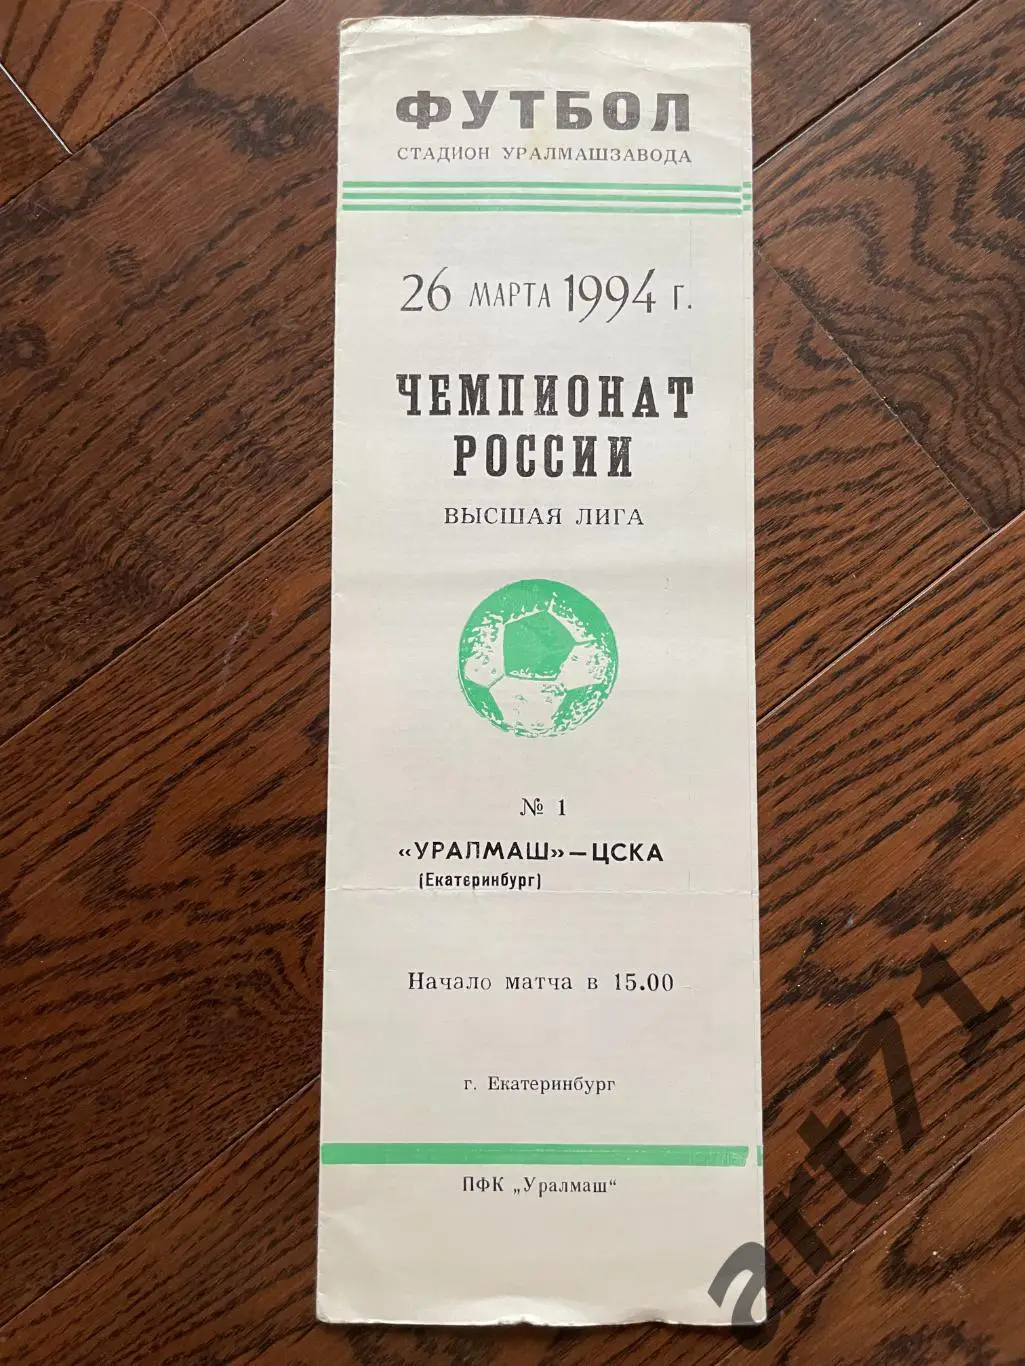 ФУТБОЛ
СТАДИОН УРАЛМАШЗАВОДА
26 МАРТА 1994 Г.
ЧЕМПИОНАТ
РОССИИ
ВЫСШАЯ ЛИГА
№ 1
«УРАЛМАШ»—ЦСКА
(Екатеринбург)
Начало матча в 15.00
г. Екатеринбург
ПФК „Уралмаш“
art71